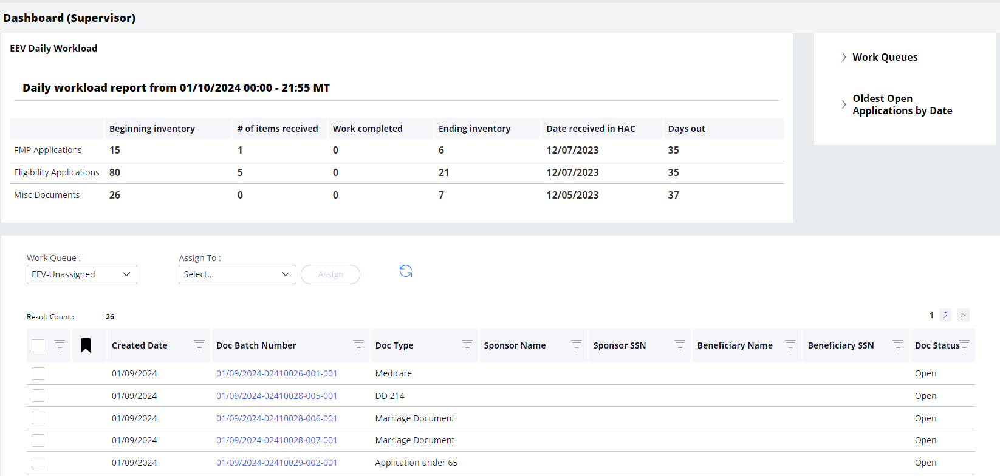 Dashboard (Supervisor)
EEV Daily Workload
Daily workload report from 01/10/2024 00:00 - 21:55 MT
Beginning inventory # of items received Work completed Ending inventory Date received in HAC Days out
FMP Applications 15 1 0 6 12/07/2023 35
Eligibility Applications 80 5 0 21 12/07/2023 35
Misc Documents 26 0 0 7 12/05/2023 37
Work Queues
Oldest Open
Applications by Date
Work Queue : Assign To :
EEV-Unassigned Select... Assign
Result Count : 26 1 2 >
Created Date Doc Batch Number Doc Type Sponsor Name Sponsor SSN Beneficiary Name Beneficiary SSN Doc Status
01/09/2024 01/09/2024-02410026-001-001 Medicare Open
01/09/2024 01/09/2024-02410028-005-001 DD 214 Open
01/09/2024 01/09/2024-02410028-006-001 Marriage Document Open
01/09/2024 01/09/2024-02410028-007-001 Marriage Document Open
01/09/2024 01/09/2024-02410029-002-001 Application under 65 Open